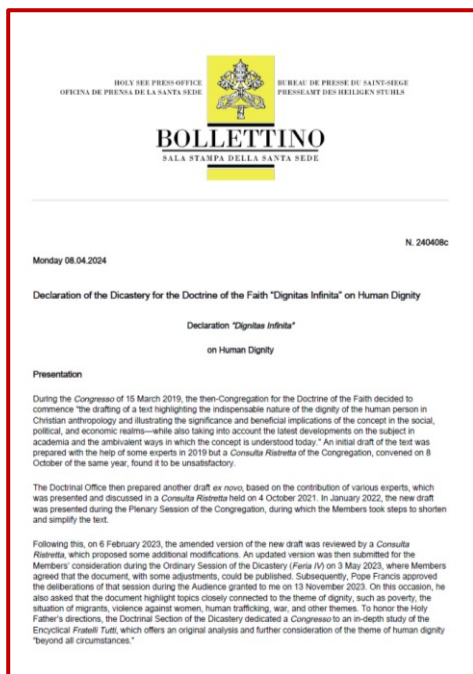 HOLY SEE PRESS OFFICE
OFICINA DE PRENSA DE LA SANTA SEDE
BUREAU DE PRESSE DU SAINT-SIEGE
PRESSEAMT DES HEILIGEN STUHLS
BOLLETTINO
SALA STAMPA DELLA SANTA SEDE
N. 240408c
Monday 08.04.2024
Declaration of the Dicastery for the Doctrine of the Faith "Dignitas Infinita" on Human Dignity
Declaration "Dignitas Infinita"
on Human Dignity
Presentation
During the Congresso of 15 March 2019, the then-Congregation for the Doctrine of the Faith decided to
commence "the drafting of a text highlighting the indispensable nature of the dignity of the human person in
Christian anthropology and illustrating the significance and beneficial implications of the concept in the social,
political, and economic realms—while also taking into account the latest developments on the subject in
academia and the ambivalent ways in which the concept is understood today." An initial draft of the text was
prepared with the help of some experts in 2019 but a Consulta Ristretta of the Congregation, convened on 8
October of the same year, found it to be unsatisfactory.
The Doctrinal Office then prepared another draft ex novo, based on the contribution of various experts, which
was presented and discussed in a Consulta Ristretta held on 4 October 2021. In January 2022, the new draft
was presented during the Plenary Session of the Congregation, during which the Members took steps to shorten
and simplify the text.
Following this, on 6 February 2023, the amended version of the new draft was reviewed by a Consulta
Ristretta, which proposed some additional modifications. An updated version was then submitted for the
Members' consideration during the Ordinary Session of the Dicastery (Feria IV) on 3 May 2023, where Members
agreed that the document, with some adjustments, could be published. Subsequently, Pope Francis approved
the deliberations of that session during the Audience granted to me on 13 November 2023. On this occasion, he
also asked that the document highlight topics closely connected to the theme of dignity, such as poverty, the
situation of migrants, violence against women, human trafficking, war, and other themes. To honor the Holy
Father's directions, the Doctrinal Section of the Dicastery dedicated a Congresso to an in-depth study of the
Encyclical Fratelli Tutti, which offers an original analysis and further consideration of the theme of human dignity
"beyond all circumstances."